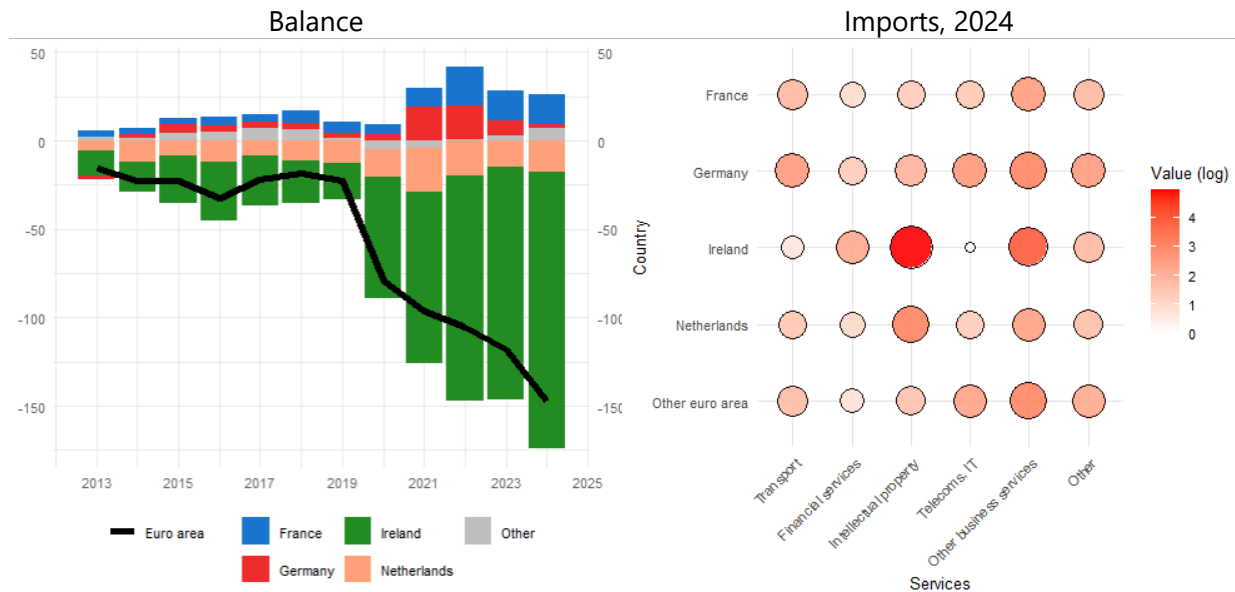 Balance
50
0
-50
-100
-150
50
0
-50
-100
-150
2013 2015 2017 2019 2021 2023 2025
Euro area France Ireland Other
Germany Netherlands
Imports, 2024
Country
France
Germany
Ireland
Netherlands
Other euro area
Transport
Financial services
Intellectual property
Telecoms, IT
Other business services
Other
Services
Value (log)
4
3
2
1
0